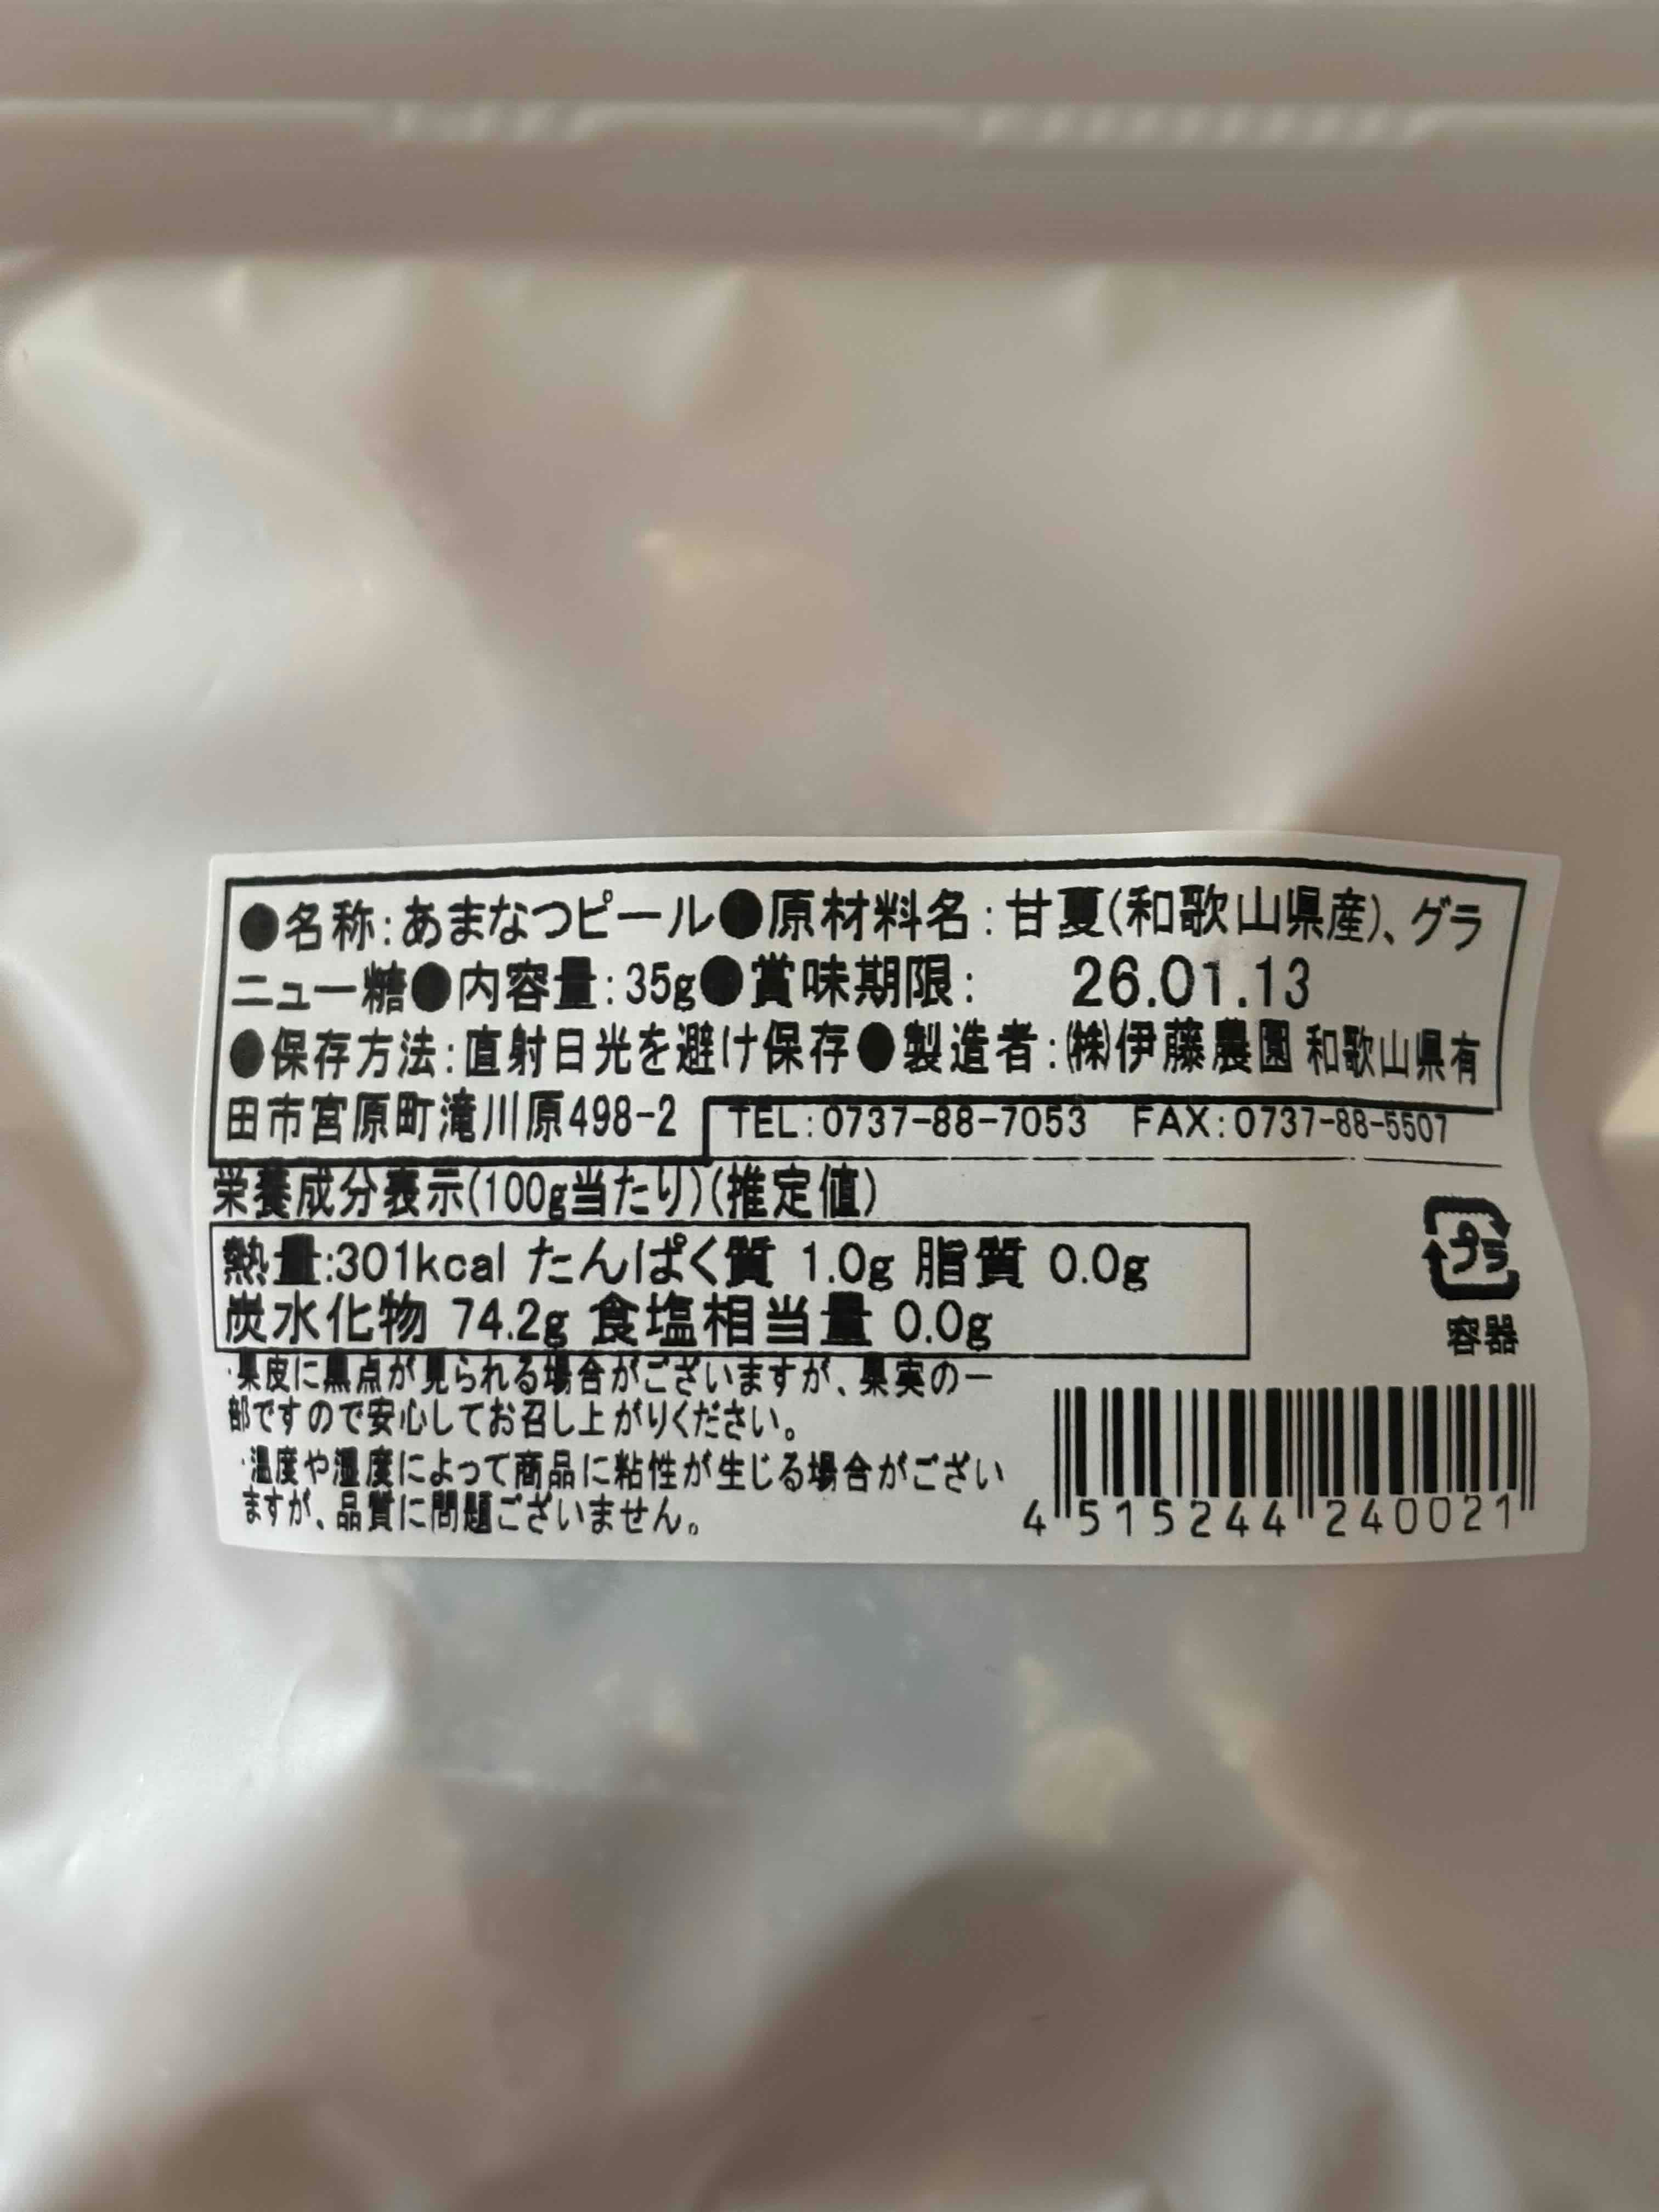 ●名称:あまなつピール●原材料名:甘夏(和歌山県産)、グラ
ニュー糖●内容量:35g●賞味期限: 26.01.13
●保存方法:直射日光を避け保存●製造者:㈱伊藤農園 和歌山県有
田市宮原町滝川原498-2 TEL:0737-88-7053 FAX:0737-88-5507
栄養成分表示(100g当たり)(推定値)
熱量:301kcal たんぱく質 1.0g 脂質 0.0g
炭水化物 74.2g 食塩相当量 0.0g
プラ
容器
・果皮に黒点が見られる場合がございますが、果実の一
部ですので安心してお召し上がりください。
・温度や湿度によって商品に粘性が生じる場合がござい
ますが、品質に問題ございません。
4 515244 240021